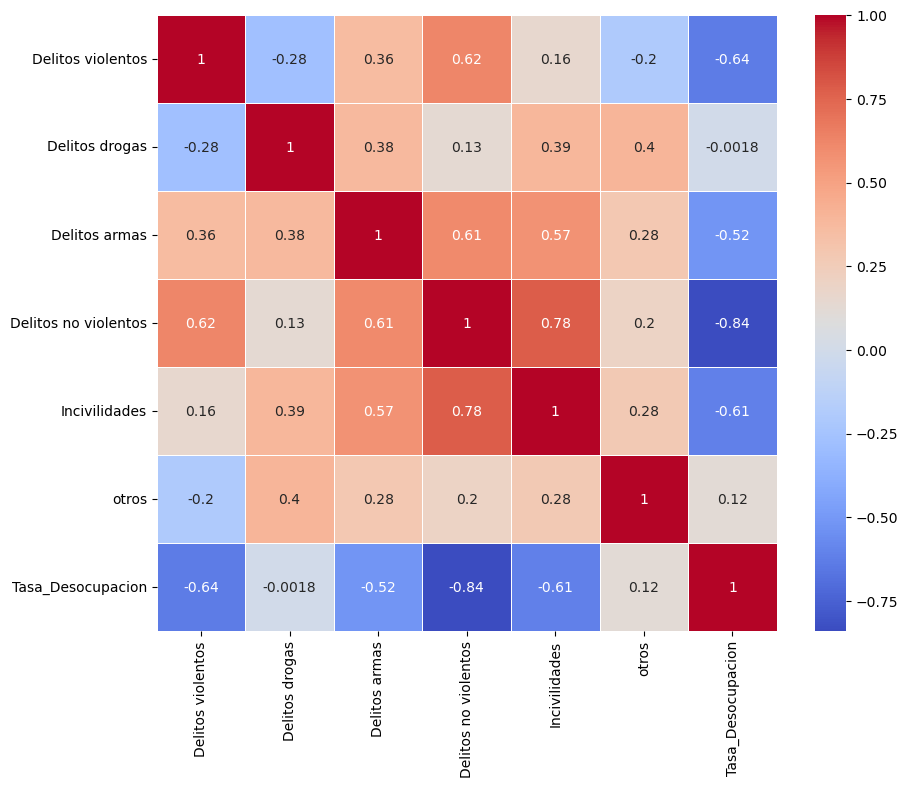 Delitos violentos 1 -0.28 0.36 0.62 0.16 -0.2 -0.64
Delitos drogas -0.28 1 0.38 0.13 0.39 0.4 -0.0018
Delitos armas 0.36 0.38 1 0.61 0.57 0.28 -0.52
Delitos no violentos 0.62 0.13 0.61 1 0.78 0.2 -0.84
Incivilidades 0.16 0.39 0.57 0.78 1 0.28 -0.61
otros -0.2 0.4 0.28 0.2 0.28 1 0.12
Tasa_Desocupacion -0.64 -0.0018 -0.52 -0.84 -0.61 0.12 1
Delitos violentos
Delitos drogas
Delitos armas
Delitos no violentos
Incivilidades
otros
Tasa_Desocupacion
1.00
0.75
0.50
0.25
0.00
−0.25
−0.50
−0.75